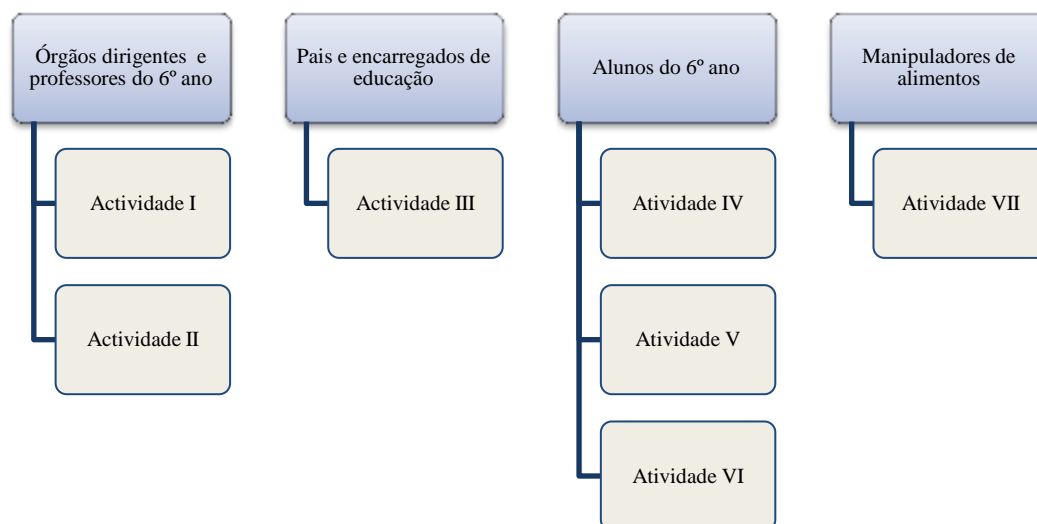 Órgãos dirigentes e
professores do 6º ano
Actividade I
Actividade II
Pais e encarregados de
educação
Actividade III
Alunos do 6º ano
Atividade IV
Atividade V
Atividade VI
Manipuladores de
alimentos
Atividade VII